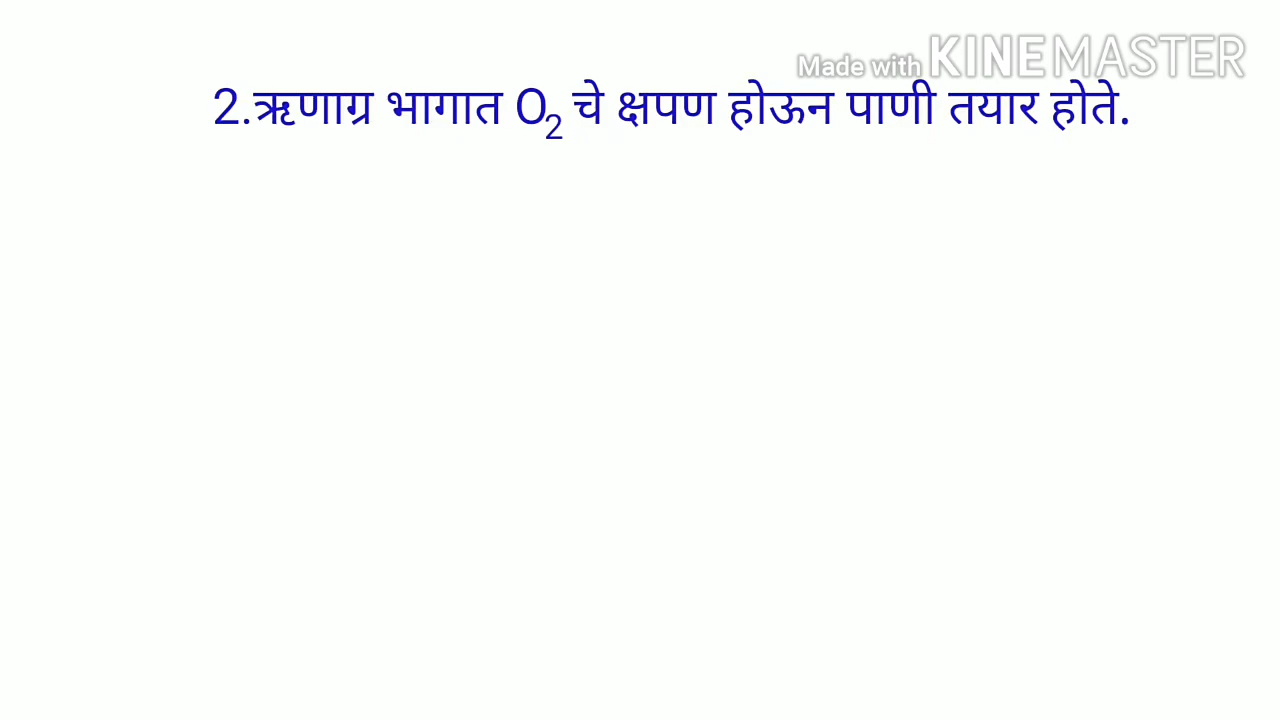 Made with KINEMASTER
2.ऋणाग्र भागात O₂ चे क्षपण होऊन पाणी तयार होते.